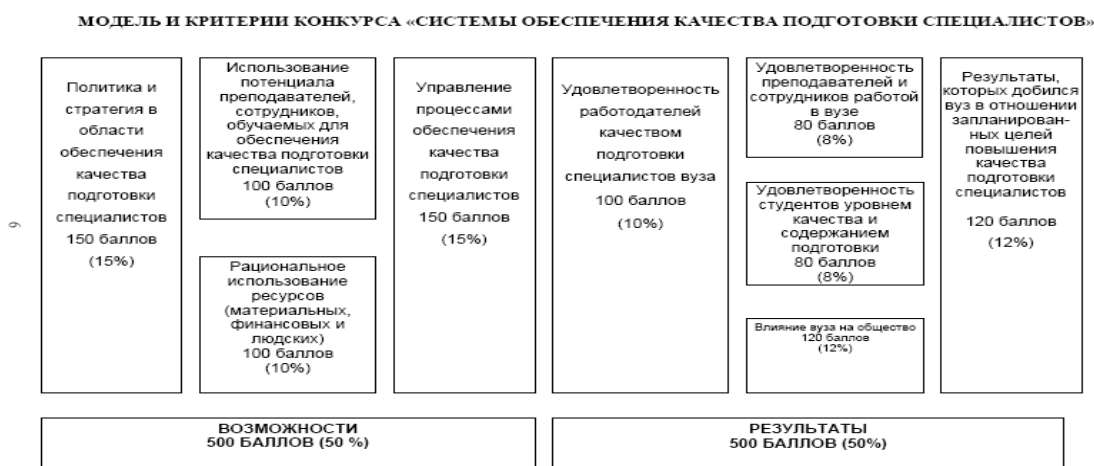 МОДЕЛЬ И КРИТЕРИИ КОНКУРСА «СИСТЕМЫ ОБЕСПЕЧЕНИЯ КАЧЕСТВА ПОДГОТОВКИ СПЕЦИАЛИСТОВ»
Политика и
стратегия в
области
обеспечения
качества
подготовки
специалистов
150 баллов
(15%)
Использование
потенциала
преподавателей,
сотрудников,
обучаемых для
обеспечения
качества подготовки
специалистов
100 баллов
(10%)
Рациональное
использование
ресурсов
(материальных,
финансовых и
людских)
100 баллов
(10%)
Управление
процессами
обеспечения
качества
подготовки
специалистов
150 баллов
(15%)
Удовлетворенность
работодателей
качеством
подготовки
специалистов вуза
100 баллов
(10%)
Удовлетворенность
преподавателей и
сотрудников работой
в вузе
80 баллов
(8%)
Удовлетворенность
студентов уровнем
качества и
содержанием
подготовки
80 баллов
(8%)
Влияние вуза на общество
120 баллов
(12%)
Результаты,
которых добился
вуз в отношении
запланирован-
ных целей
повышения
качества
подготовки
специалистов
120 баллов
(12%)
ВОЗМОЖНОСТИ
500 БАЛЛОВ (50 %)
РЕЗУЛЬТАТЫ
500 БАЛЛОВ (50%)